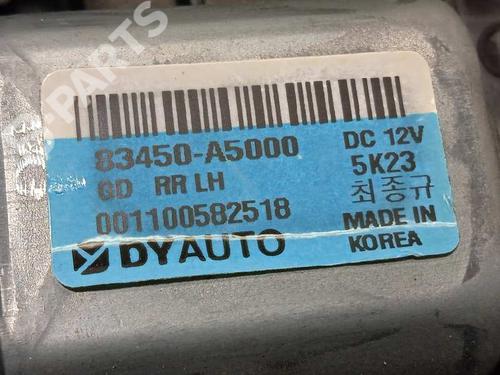 83450-A5000
DC 12V
GD RR LH
5K23
001100582518
최종규
DYAUTO
MADE IN
KOREA